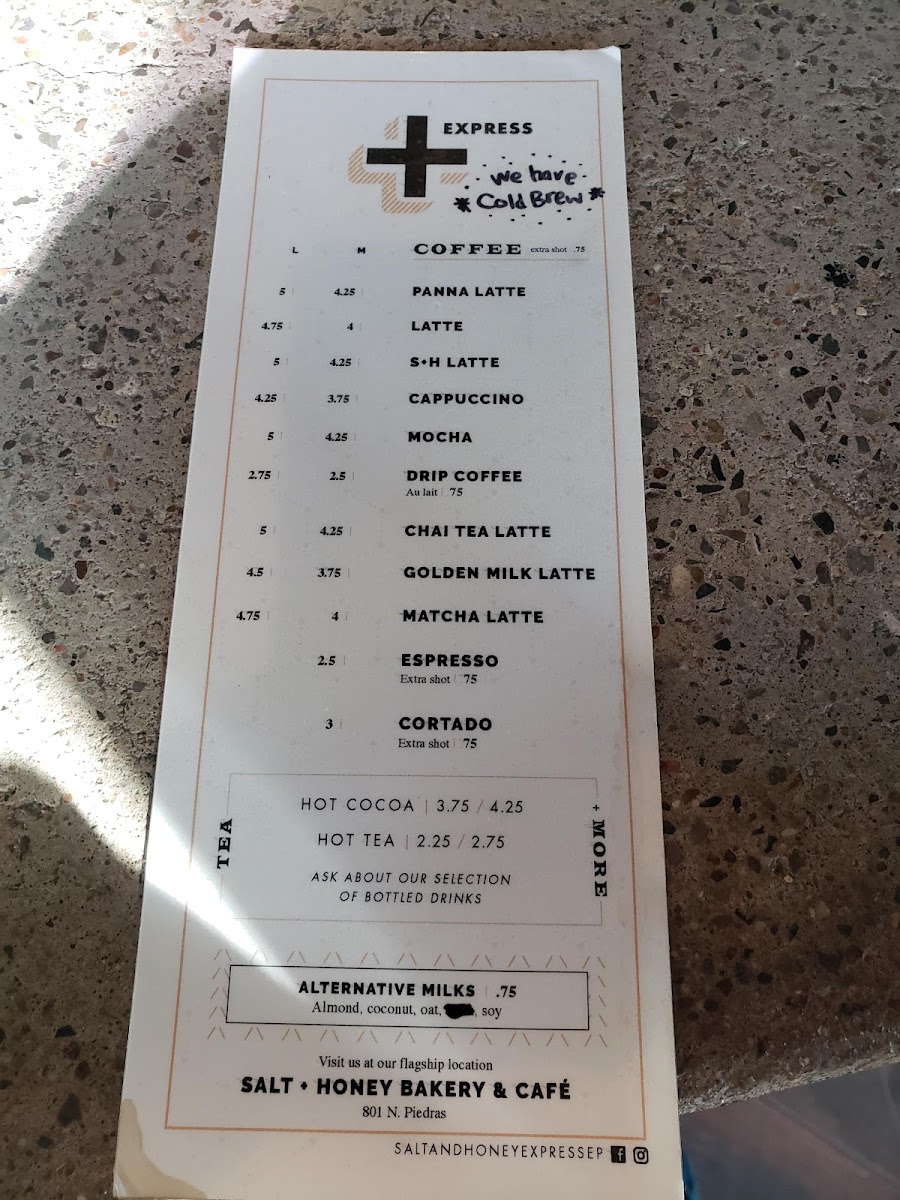 EXPRESS
we have
* Cold Brew *
L M COFFEE extra shot .75
5 | 4.25 | PANNA LATTE
4.75 | 4 | LATTE
5 | 4.25 | S+H LATTE
4.25 | 3.75 | CAPPUCCINO
5 | 4.25 | MOCHA
2.75 | 2.5 | DRIP COFFEE
Au lait | 75
5 | 4.25 | CHAI TEA LATTE
4.5 | 3.75 | GOLDEN MILK LATTE
4.75 | 4 | MATCHA LATTE
2.5 | ESPRESSO
Extra shot | 75
3 | CORTADO
Extra shot | 75
TEA
HOT COCOA | 3.75 / 4.25
HOT TEA | 2.25 / 2.75
ASK ABOUT OUR SELECTION
OF BOTTLED DRINKS
+ MORE
ALTERNATIVE MILKS | .75
Almond, coconut, oat, , soy
Visit us at our flagship location
SALT + HONEY BAKERY & CAFÉ
801 N. Piedras
SALTANDHONEYEXPRESSEP